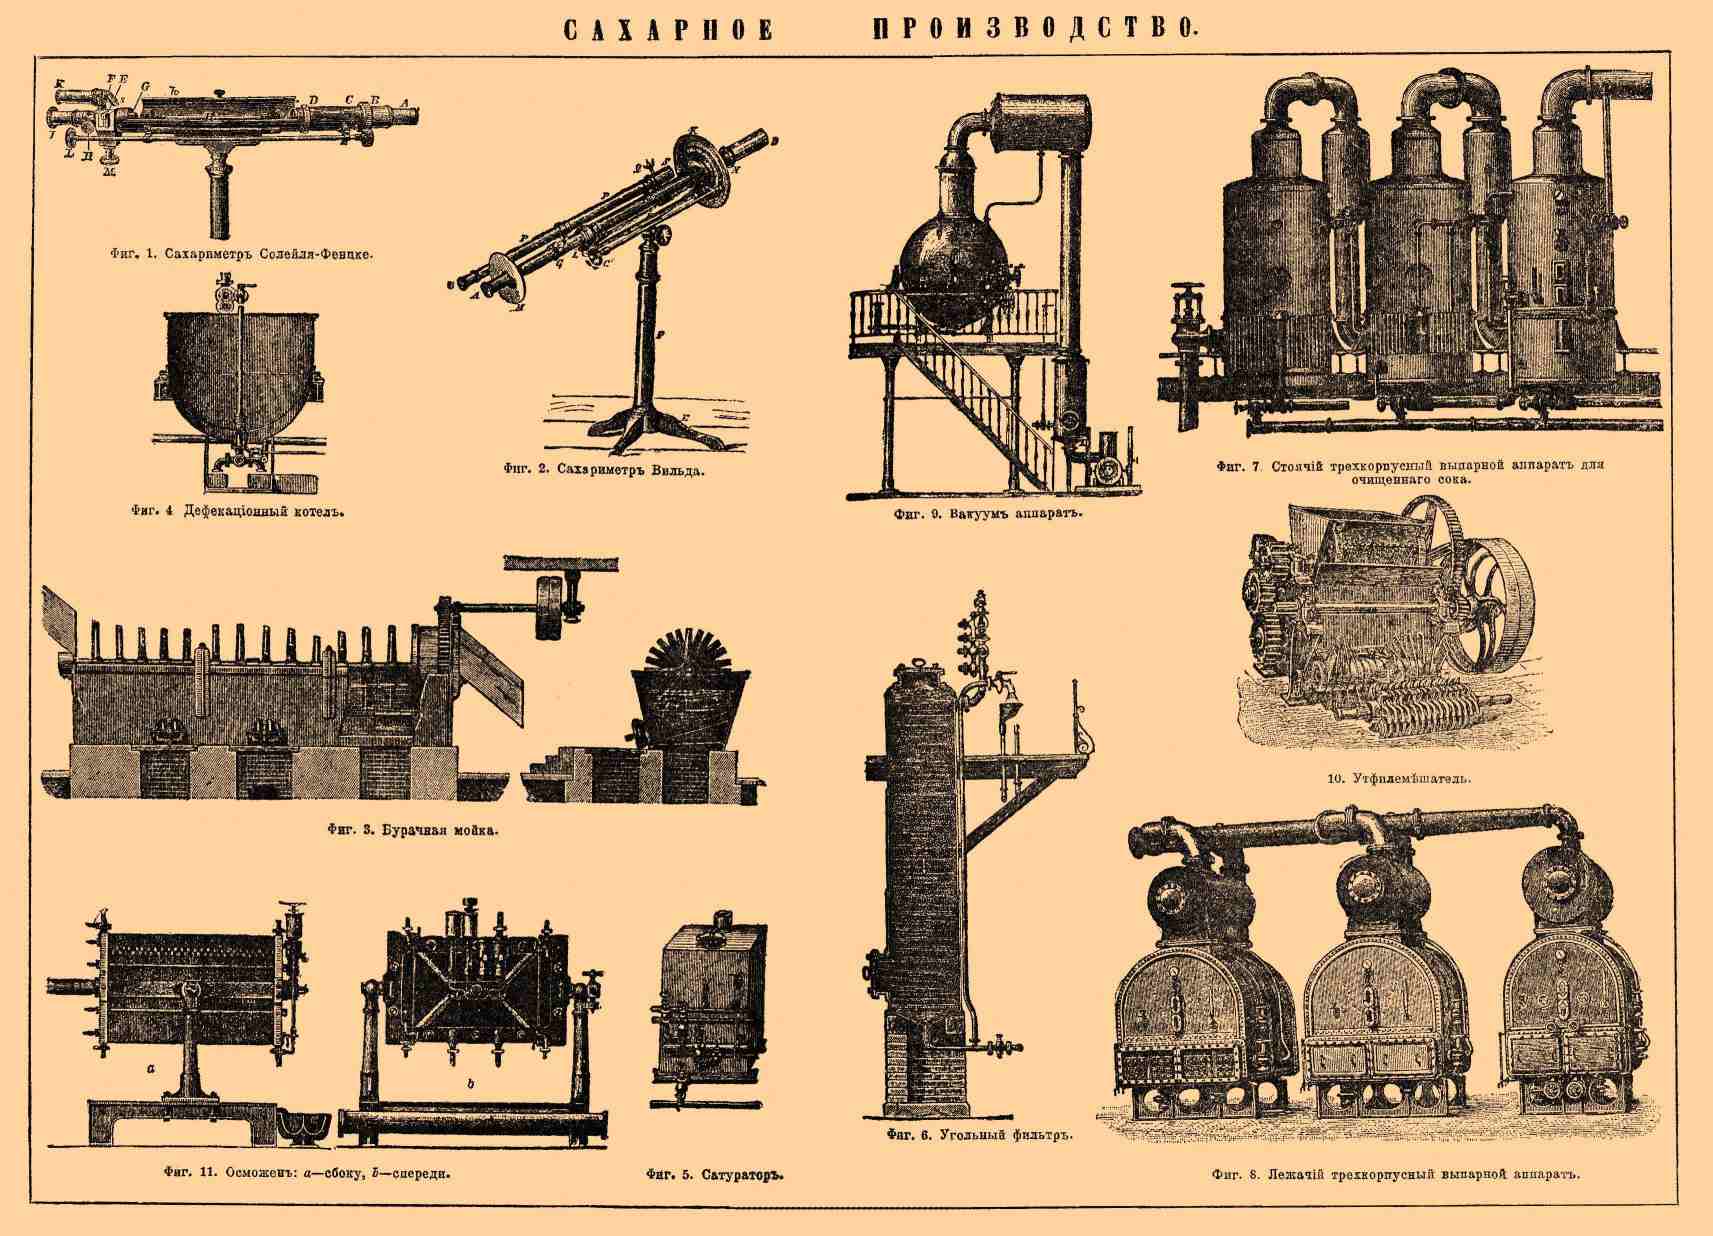 САХАРНОЕ ПРОИЗВОДСТВО.
Фиг. 1. Сахариметръ Солейля-Фенцке.
Фиг. 2. Сахариметръ Вильда.
Фиг. 4 Дефекаціонный котелъ.
Фиг. 9. Вакуумъ аппаратъ.
Фиг. 7. Стоячій трехкорпусный выпарной аппаратъ для
очищеннаго сока.
Фиг. 3. Бурачная мойка.
10. Утфилемѣшатель.
a
b
Фиг. 11. Осможенъ: a—сбоку, b—спереди.
Фиг. 5. Сатураторъ.
Фиг. 6. Угольный фильтръ.
Фиг. 8. Лежачій трехкорпусный выпарной аппаратъ.